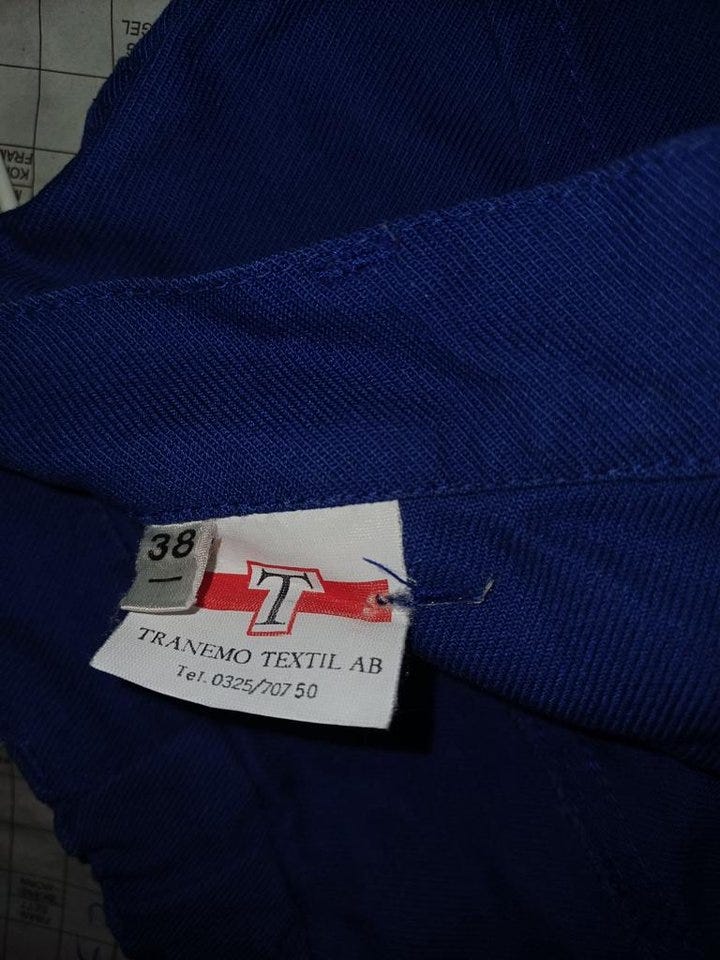 38
T
TRANEMO TEXTIL AB
Tel. 0325/707 50